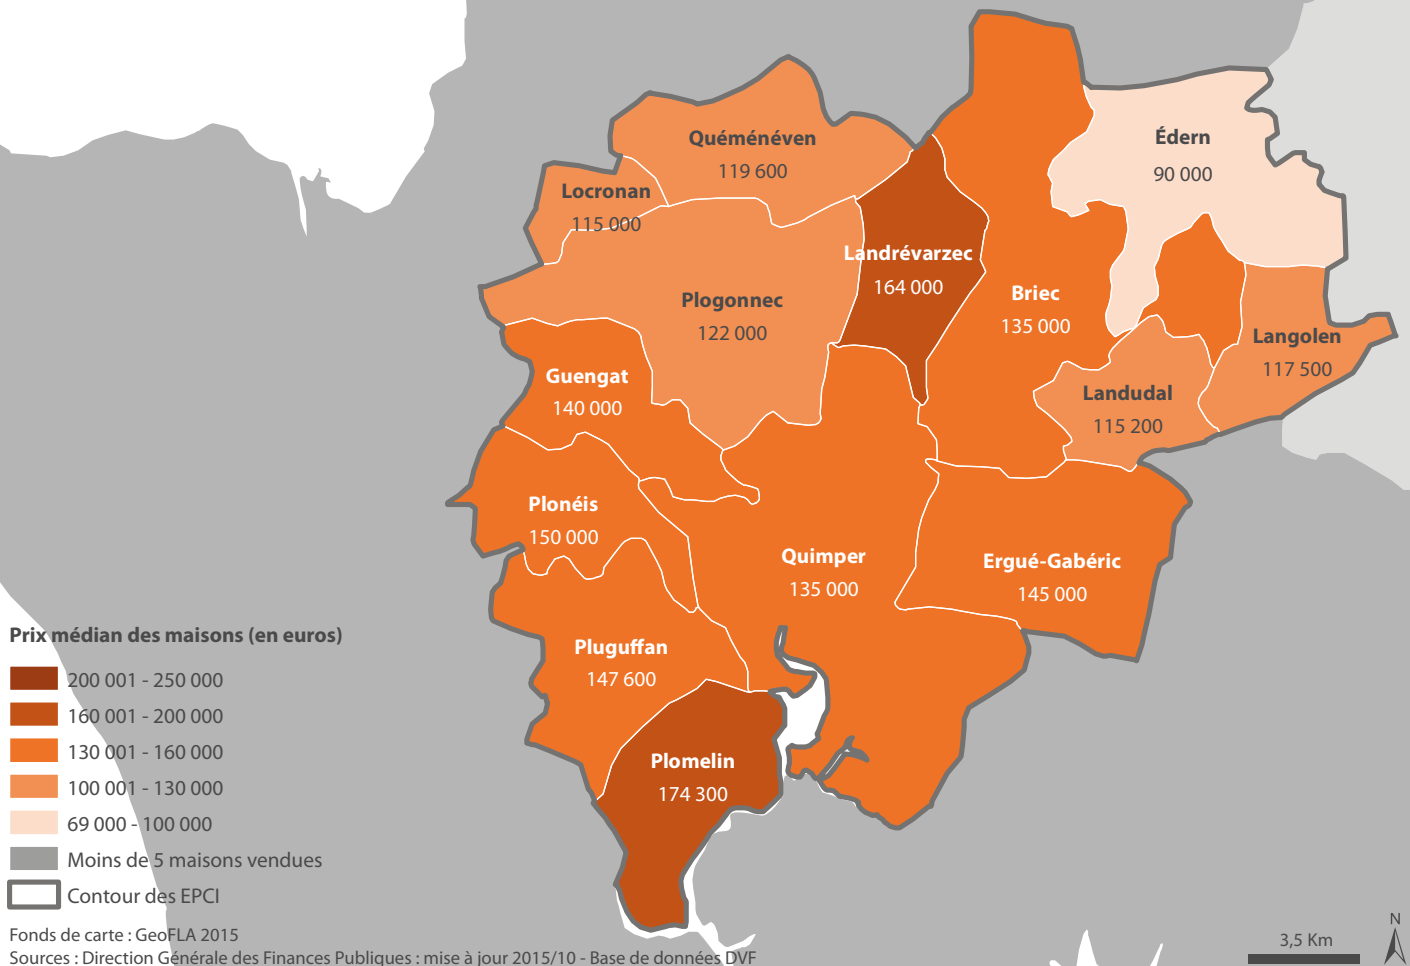 Quéménéven
119 600
Édern
90 000
Locronan
115 000
Landrévarzec
164 000
Plogonnec
122 000
Briec
135 000
Langolen
117 500
Guengat
140 000
Landudal
115 200
Plonéis
150 000
Quimper
135 000
Ergué-Gabéric
145 000
Pluguffan
147 600
Plomelin
174 300
Prix médian des maisons (en euros)
200 001 - 250 000
160 001 - 200 000
130 001 - 160 000
100 001 - 130 000
69 000 - 100 000
Moins de 5 maisons vendues
Contour des EPCI
Fonds de carte : GeoFLA 2015
Sources : Direction Générale des Finances Publiques : mise à jour 2015/10 - Base de données DVF
3,5 Km
N